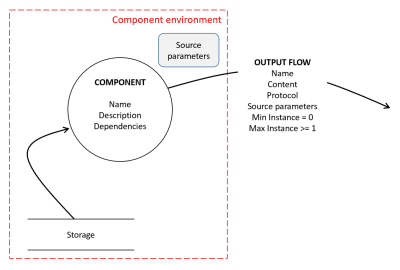 Component environment
Source
parameters
COMPONENT
Name
Description
Dependencies
OUTPUT FLOW
Name
Content
Protocol
Source parameters
Min Instance = 0
Max Instance >= 1
Storage